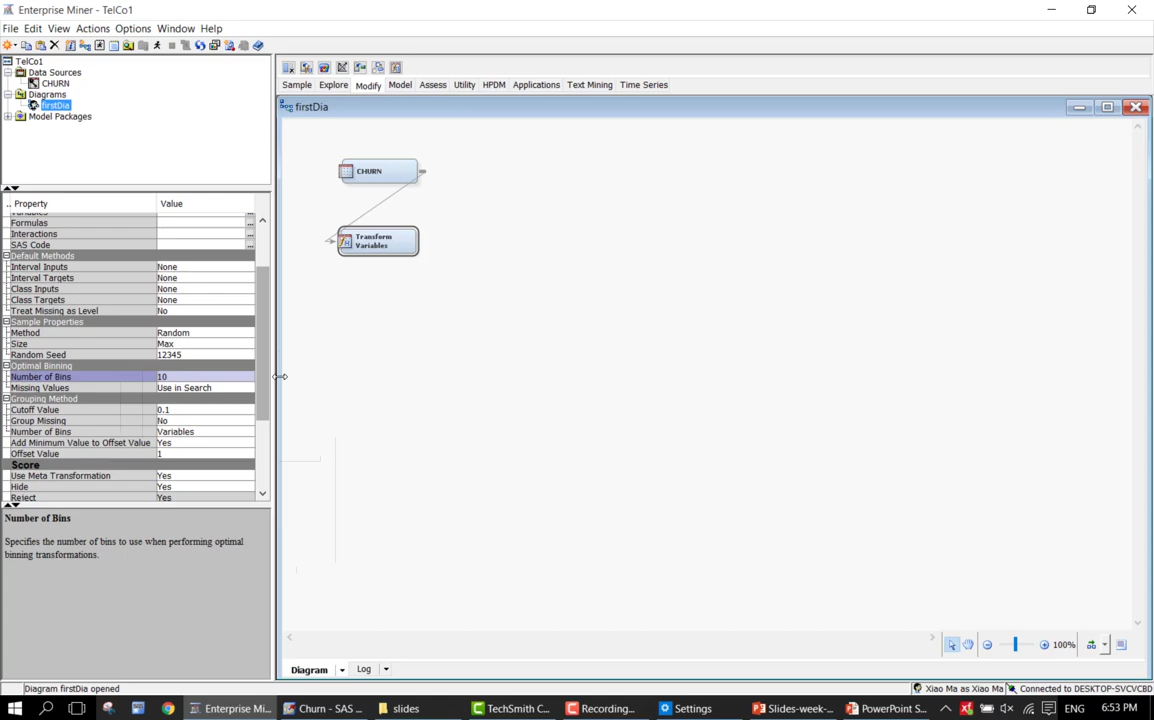 Enterprise Miner - TelCo1
File Edit View Actions Options Window Help
TelCo1
Data Sources
CHURN
Diagrams
firstDia
Model Packages
Sample Explore Modify Model Assess Utility HPDM Applications Text Mining Time Series
firstDia
CHURN
Transform
Variables
.. Property Value
Variables
Formulas ...
Interactions ...
SAS Code ...
Default Methods
Interval Inputs None
Interval Targets None
Class Inputs None
Class Targets None
Treat Missing as Level No
Sample Properties
Method Random
Size Max
Random Seed 12345
Optimal Binning
Number of Bins 10
Missing Values Use in Search
Grouping Method
Cutoff Value 0.1
Group Missing No
Number of Bins Variables
Add Minimum Value to Offset Value Yes
Offset Value 1
Score
Use Meta Transformation Yes
Hide Yes
Reject Yes
Number of Bins
Specifies the number of bins to use when performing optimal
binning transformations.
100%
Diagram Log
Diagram firstDia opened
Xiao Ma as Xiao Ma Connected to DESKTOP-SVCVCBD
Enterprise Mi... Churn - SAS ... slides TechSmith C... Recording... Settings Slides-week-... PowerPoint S... ENG 6:53 PM